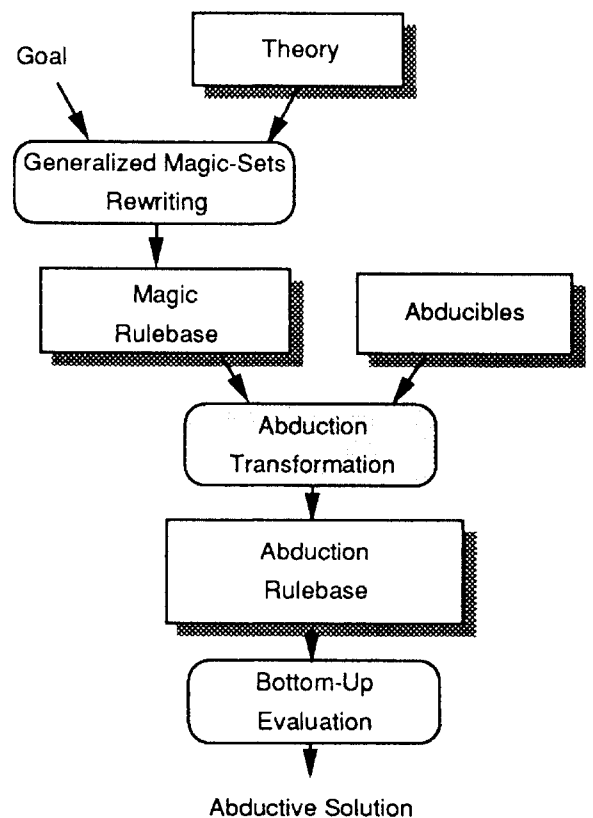 Goal
Theory
Generalized Magic-Sets
Rewriting
Magic
Rulebase
Abducibles
Abduction
Transformation
Abduction
Rulebase
Bottom-Up
Evaluation
Abductive Solution